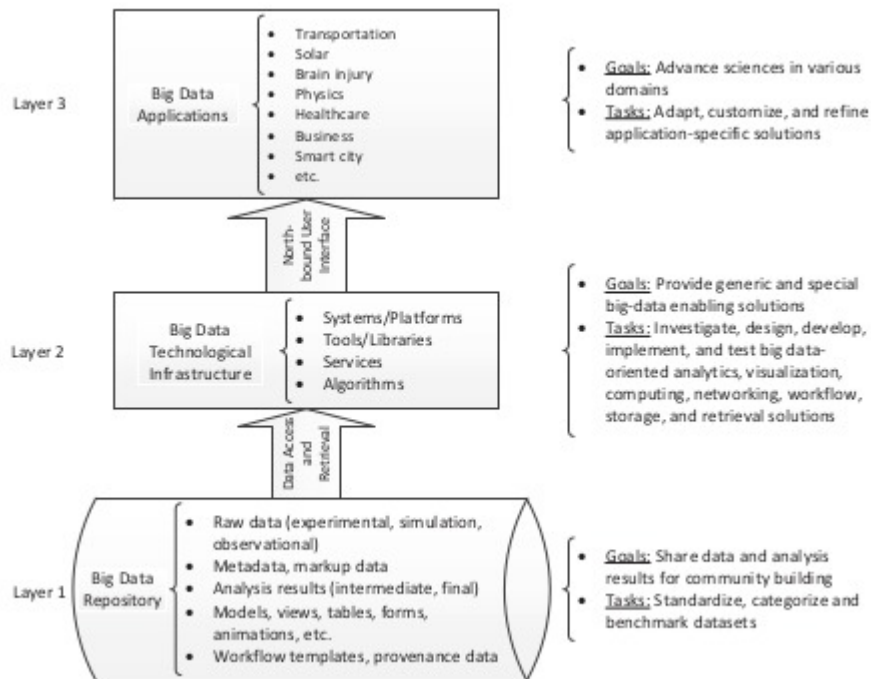 Layer 3
Big Data
Applications
• Transportation
• Solar
• Brain injury
• Physics
• Healthcare
• Business
• Smart city
• etc.
• Goals: Advance sciences in various
domains
• Tasks: Adapt, customize, and refine
application-specific solutions
North-
bound User
Interface
Layer 2
Big Data
Technological
Infrastructure
• Systems/Platforms
• Tools/Libraries
• Services
• Algorithms
• Goals: Provide generic and special
big-data enabling solutions
• Tasks: Investigate, design, develop,
implement, and test big data-
oriented analytics, visualization,
computing, networking, workflow,
storage, and retrieval solutions
Data Access
and
Retrieval
Layer 1
Big Data
Repository
• Raw data (experimental, simulation,
observational)
• Metadata, markup data
• Analysis results (intermediate, final)
• Models, views, tables, forms,
animations, etc.
• Workflow templates, provenance data
• Goals: Share data and analysis
results for community building
• Tasks: Standardize, categorize and
benchmark datasets